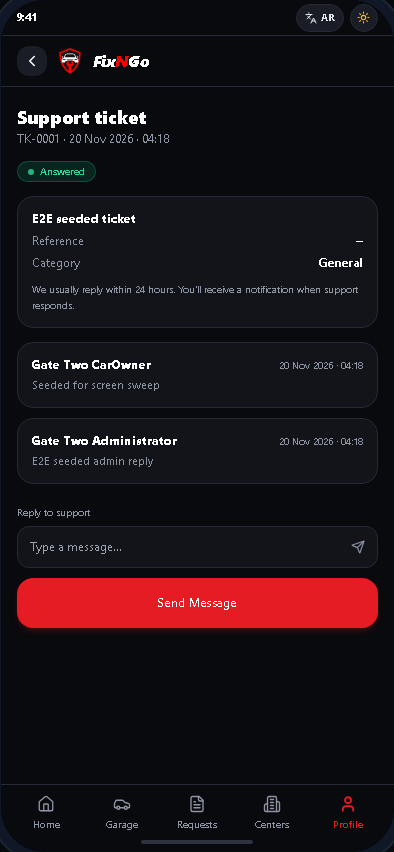 9:41
AR
FixNGo
Support ticket
TK-0001 · 20 Nov 2026 · 04:18
Answered
E2E seeded ticket
Reference –
Category General
We usually reply within 24 hours. You'll receive a notification when support
responds.
Gate Two CarOwner 20 Nov 2026 · 04:18
Seeded for screen sweep
Gate Two Administrator 20 Nov 2026 · 04:18
E2E seeded admin reply
Reply to support
Type a message...
Send Message
Home Garage Requests Centers Profile